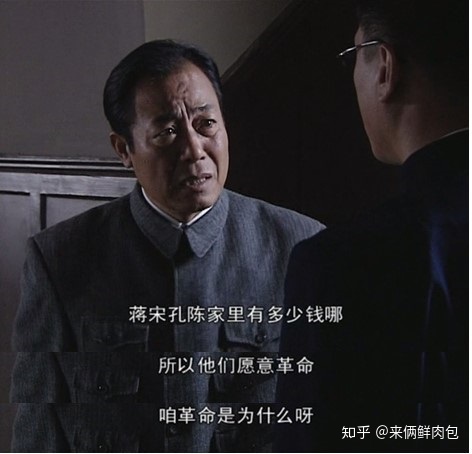 蒋宋孔陈家里有多少钱哪
所以他们愿意革命
咱革命是为什么呀
知乎 @来俩鲜肉包